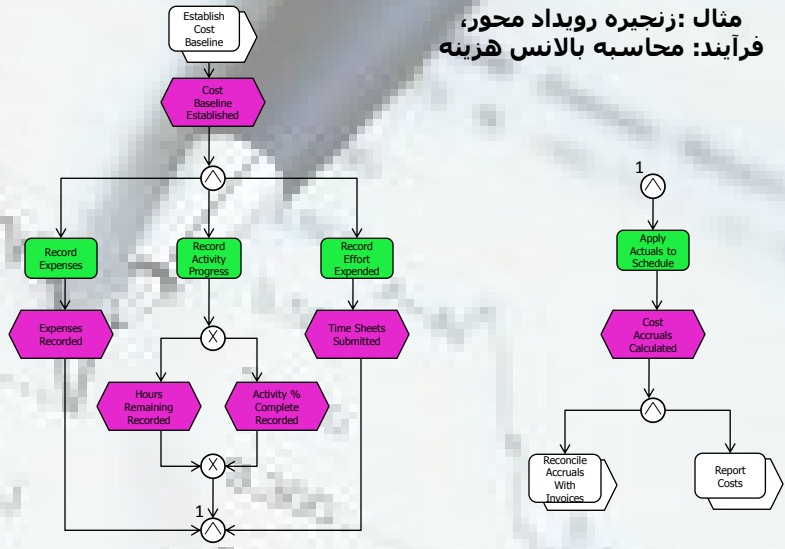 مثال :زنجیره رویداد محور،
فرآیند: محاسبه بالانس هزینه
Establish
Cost
Baseline
Cost
Baseline
Established
Record
Expenses
Record
Activity
Progress
Record
Effort
Expended
Expenses
Recorded
X
Time Sheets
Submitted
Hours
Remaining
Recorded
Activity %
Complete
Recorded
X
1
1
Apply
Actuals to
Schedule
Cost
Accruals
Calculated
Reconcile
Accruals
With
Invoices
Report
Costs